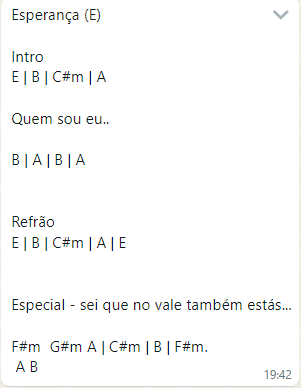 Esperança (E)
Intro
E | B | C#m | A
Quem sou eu..
B | A | B | A
Refrão
E | B | C#m | A | E
Especial - sei que no vale também estás...
F#m  G#m A | C#m | B | F#m.
A B
19:42